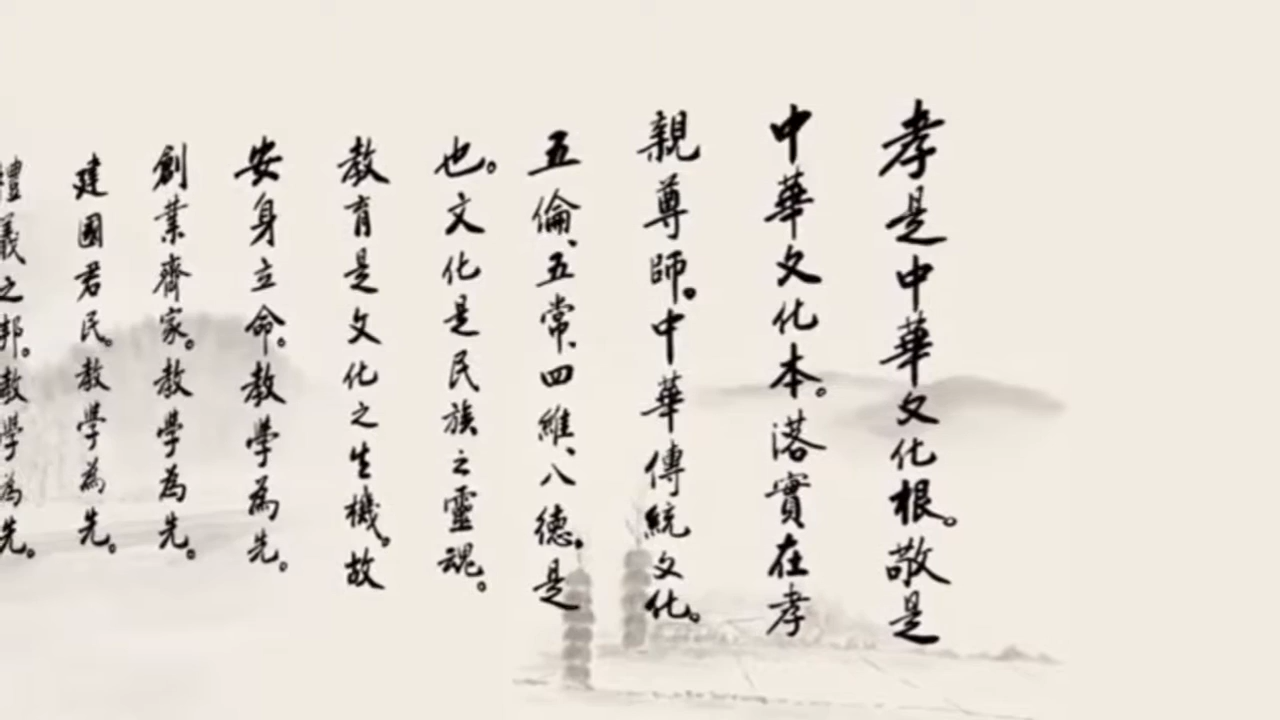 孝是中華文化根。敬是
中華文化本。落實在孝
親尊師。中華傳統文化。
五倫、五常、四維、八德。是
也。文化是民族之靈魂。
教育是文化之生機。故
安身立命。教學為先。
創業齊家。教學為先。
建國君民。教學為先。
禮義之邦。教學為先。